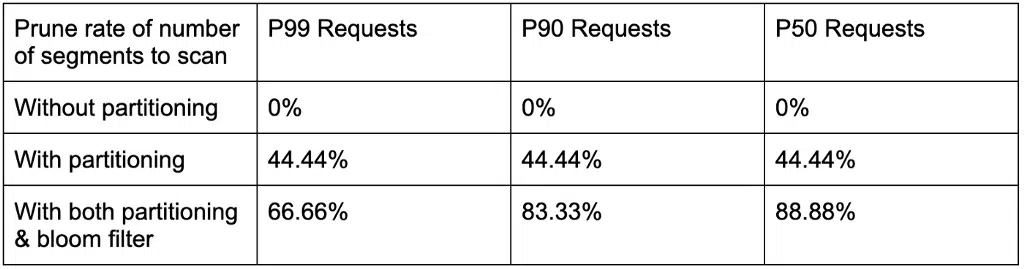 Prune rate of number P99 Requests P90 Requests P50 Requests
of segments to scan
Without partitioning 0% 0% 0%
With partitioning 44.44% 44.44% 44.44%
With both partitioning 66.66% 83.33% 88.88%
& bloom filter